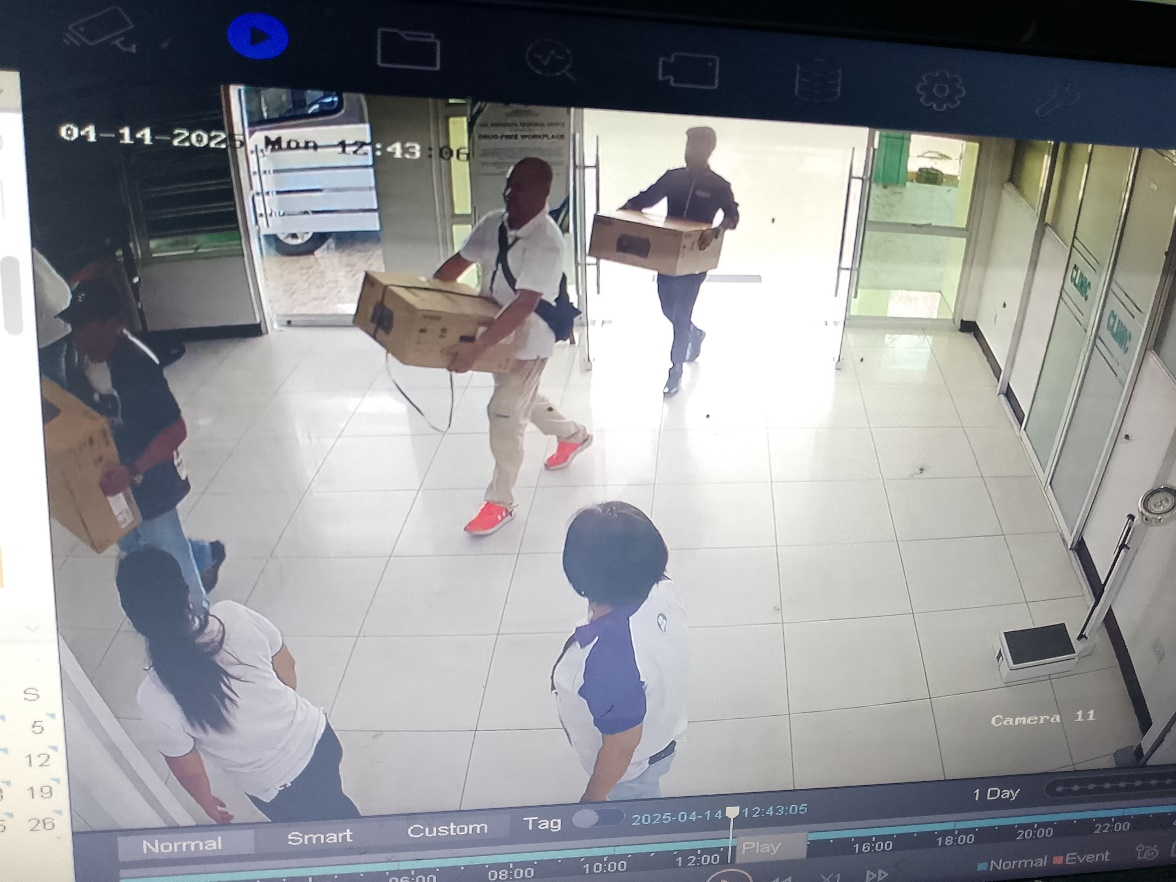 04-14-2025 Mon 12:43:06
DRUG-FREE WORKPLACE
CLINIC
CLINIC
Camera 11
S
5
12
19
26
1 Day
Normal
Smart
Custom
Tag
2025-04-14 12:43:05
06:00
08:00
10:00
12:00
Play
16:00
18:00
20:00
22:00
X1
Normal
Event